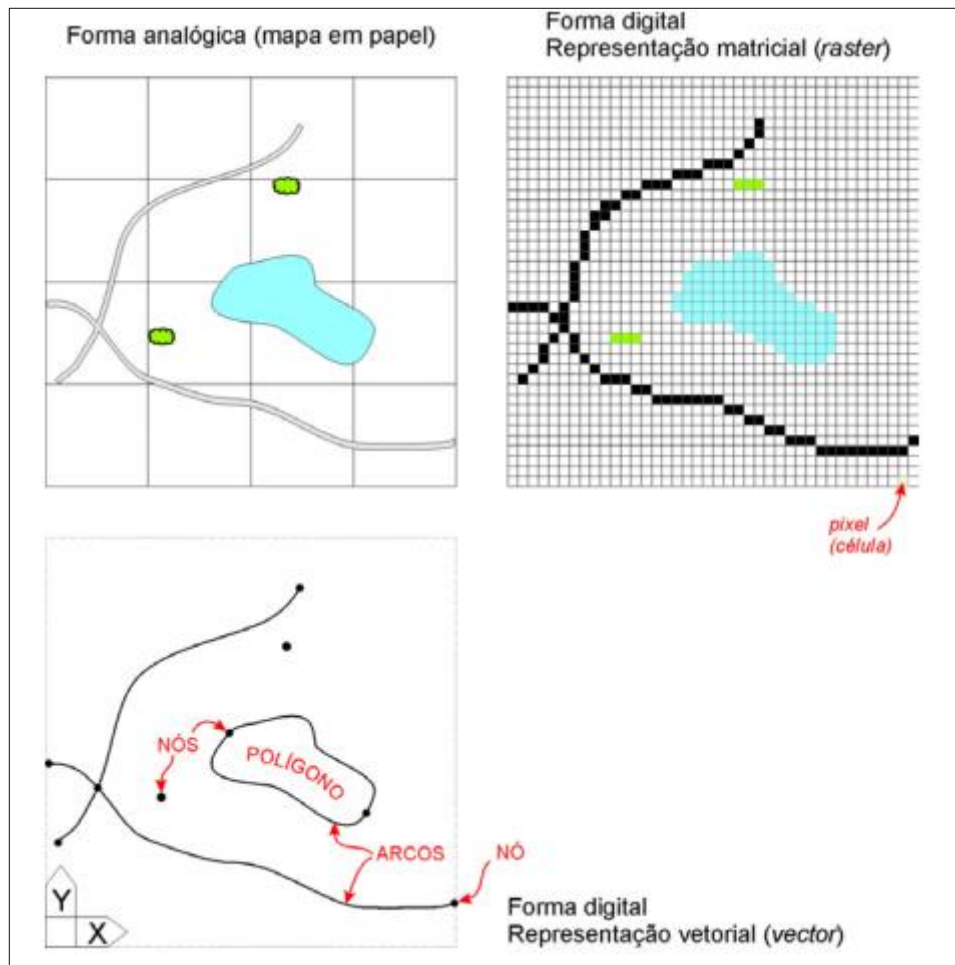 Forma analógica (mapa em papel)
Forma digital
Representação matricial (raster)
pixel
(célula)
NÓS
POLÍGONO
ARCOS
NÓ
Y
X
Forma digital
Representação vetorial (vector)